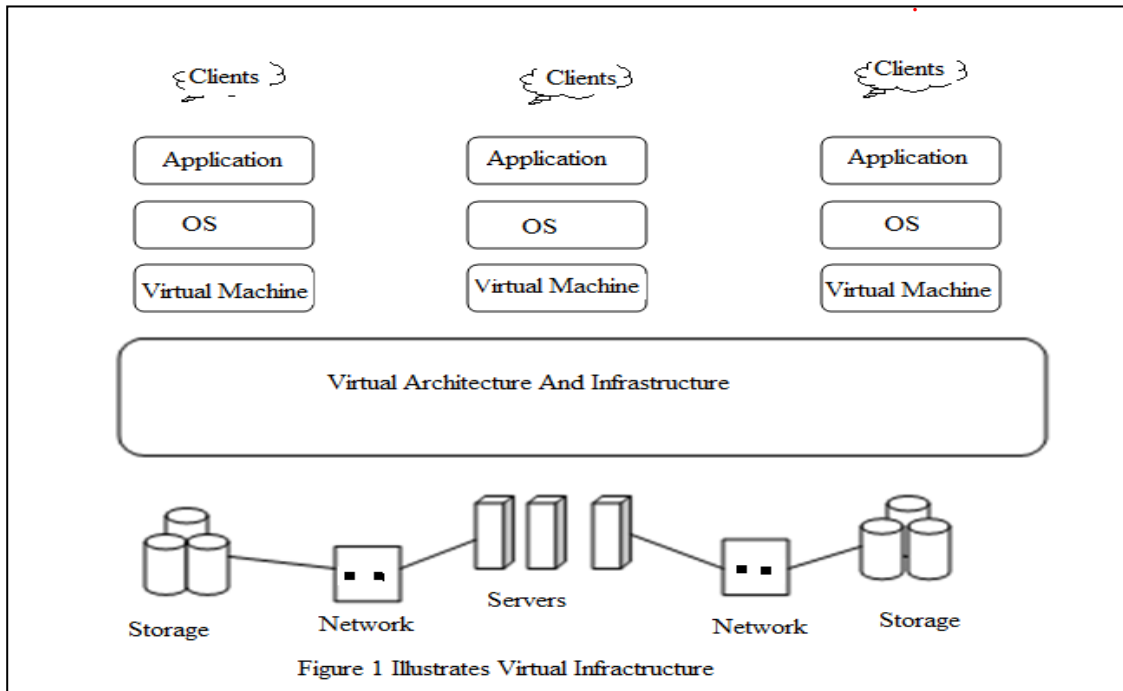 Clients Clients Clients
Application Application Application
OS OS OS
Virtual Machine Virtual Machine Virtual Machine
Virtual Architecture And Infrastructure
Storage Network Servers Network Storage
Figure 1 Illustrates Virtual Infractructure